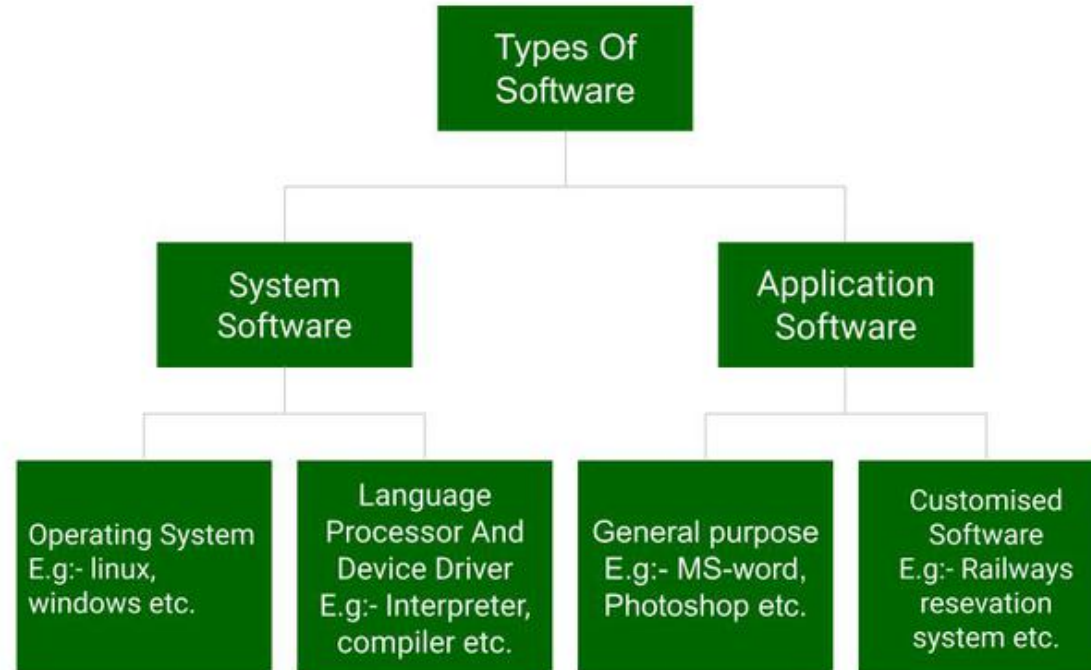 Types Of
Software
System
Software
Application
Software
Operating System
E.g:- linux,
windows etc.
Language
Processor And
Device Driver
E.g:- Interpreter,
compiler etc.
General purpose
E.g:- MS-word,
Photoshop etc.
Customised
Software
E.g:- Railways
resevation
system etc.